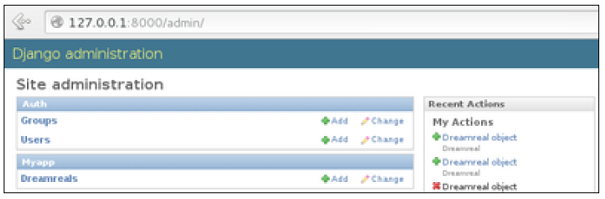 127.0.0.1:8000/admin/
Django administration
Site administration
Auth
Groups Add Change
Users Add Change
Myapp
Dreamreals Add Change
Recent Actions
My Actions
Dreamreal object
Dreamreal
Dreamreal object
Dreamreal
Dreamreal object